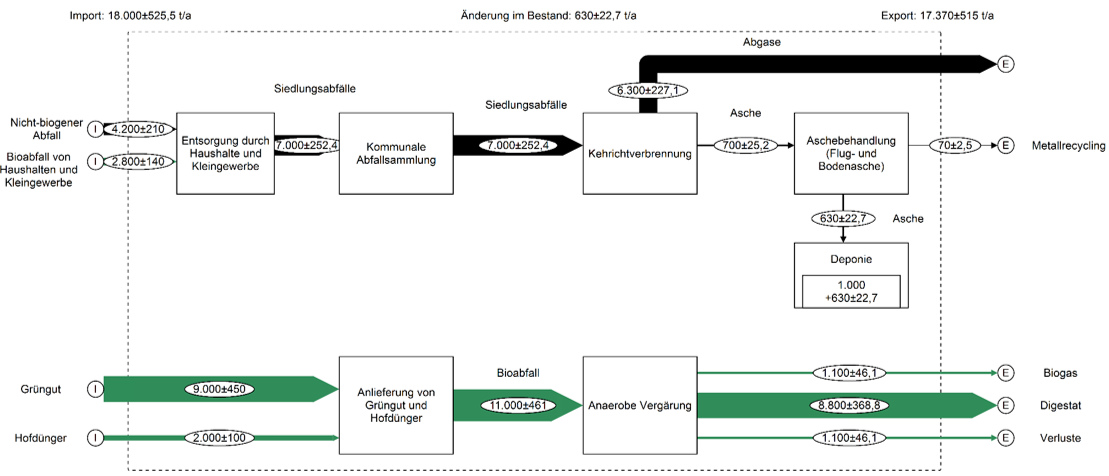 Import: 18.000±525,5 t/a
Änderung im Bestand: 630±22,7 t/a
Export: 17.370±515 t/a
Abgase
E
6.300±227,1
Siedlungsabfälle
Siedlungsabfälle
Asche
Nicht-biogener
Abfall
I
4.200±210
Bioabfall von
Haushalten und
Kleingewerbe
I
2.800±140
Entsorgung durch
Haushalte und
Kleingewerbe
7.000±252,4
Kommunale
Abfallsammlung
7.000±252,4
Kehrichtverbrennung
700±25,2
Aschebehandlung
(Flug- und
Bodenasche)
70±2,5
E
Metallrecycling
630±22,7
Asche
Deponie
1.000
+630±22,7
Grüngut
I
9.000±450
Hofdünger
I
2.000±100
Anlieferung von
Grüngut und
Hofdünger
Bioabfall
11.000±461
Anaerobe Vergärung
1.100±46,1
E
Biogas
8.800±368,8
E
Digestat
1.100±46,1
E
Verluste